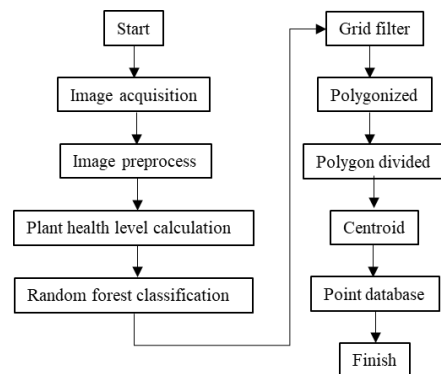 Start
Image acquisition
Image preprocess
Plant health level calculation
Random forest classification
Grid filter
Polygonized
Polygon divided
Centroid
Point database
Finish